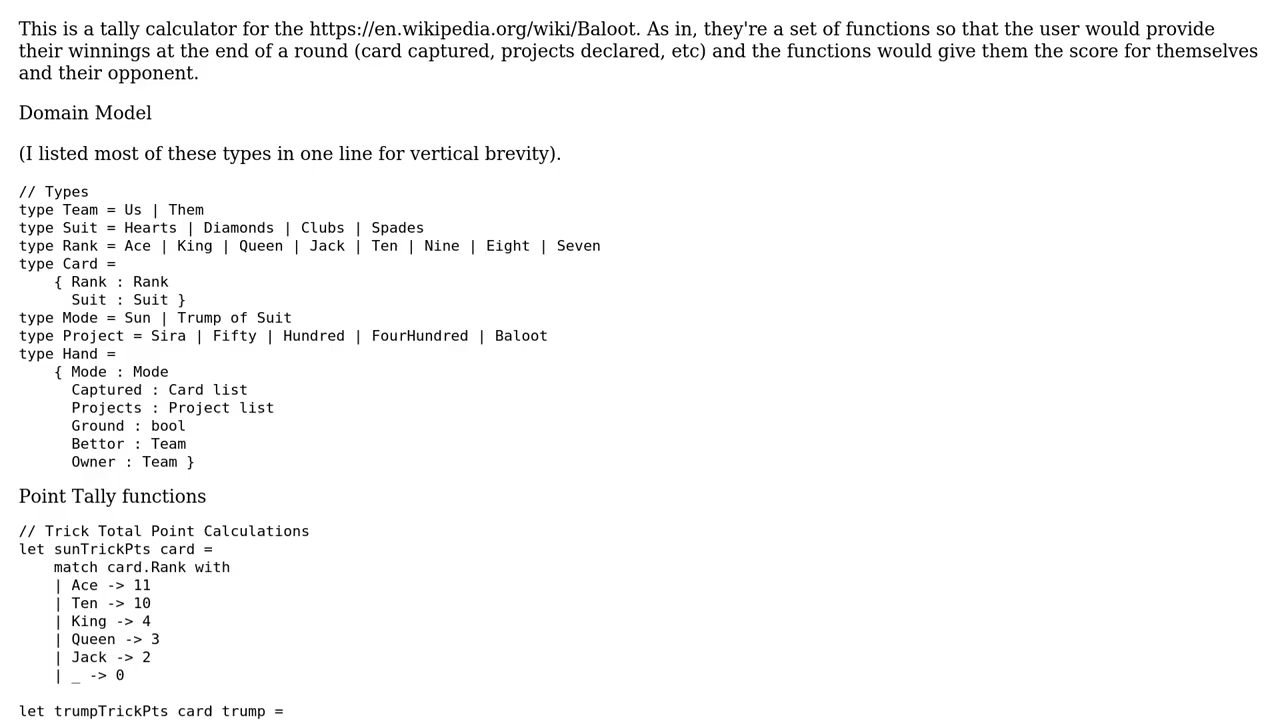 This is a tally calculator for the https://en.wikipedia.org/wiki/Baloot. As in, they're a set of functions so that the user would provide
their winnings at the end of a round (card captured, projects declared, etc) and the functions would give them the score for themselves
and their opponent.
Domain Model
(I listed most of these types in one line for vertical brevity).
// Types
type Team = Us | Them
type Suit = Hearts | Diamonds | Clubs | Spades
type Rank = Ace | King | Queen | Jack | Ten | Nine | Eight | Seven
type Card =
    { Rank : Rank
      Suit : Suit }
type Mode = Sun | Trump of Suit
type Project = Sira | Fifty | Hundred | FourHundred | Baloot
type Hand =
    { Mode : Mode
      Captured : Card list
      Projects : Project list
      Ground : bool
      Bettor : Team
      Owner : Team }
Point Tally functions
// Trick Total Point Calculations
let sunTrickPts card =
    match card.Rank with
    | Ace -> 11
    | Ten -> 10
    | King -> 4
    | Queen -> 3
    | Jack -> 2
    | _ -> 0
let trumpTrickPts card trump =